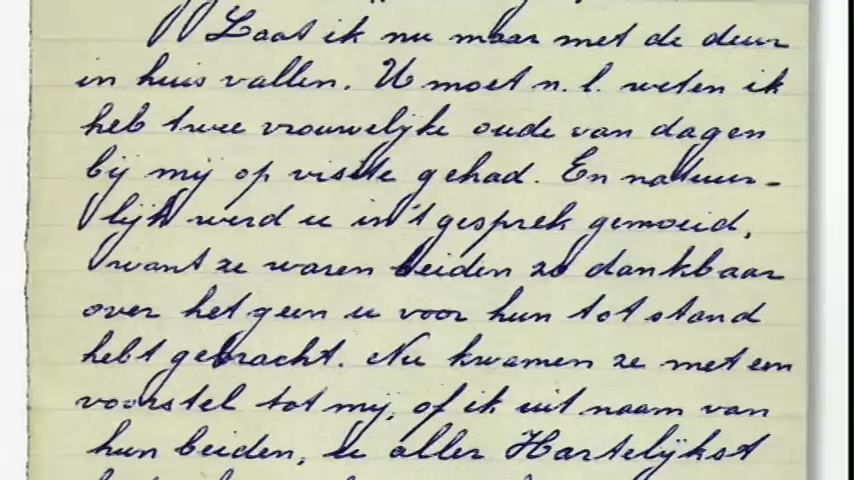 Laat ik nu maar met de deur
in huis vallen. U moet n.l. weten ik
heb twee vrouwelijke oude van dagen
bij mij op visite gehad. En natuur-
lijk werd u in 't gesprek gemoeid,
want ze waren beiden zo dankbaar
over het geen u voor hun tot stand
hebt gebracht. Nu kwamen ze met een
voorstel tot mij, of ik uit naam van
hun beiden, u aller Hartelijkst